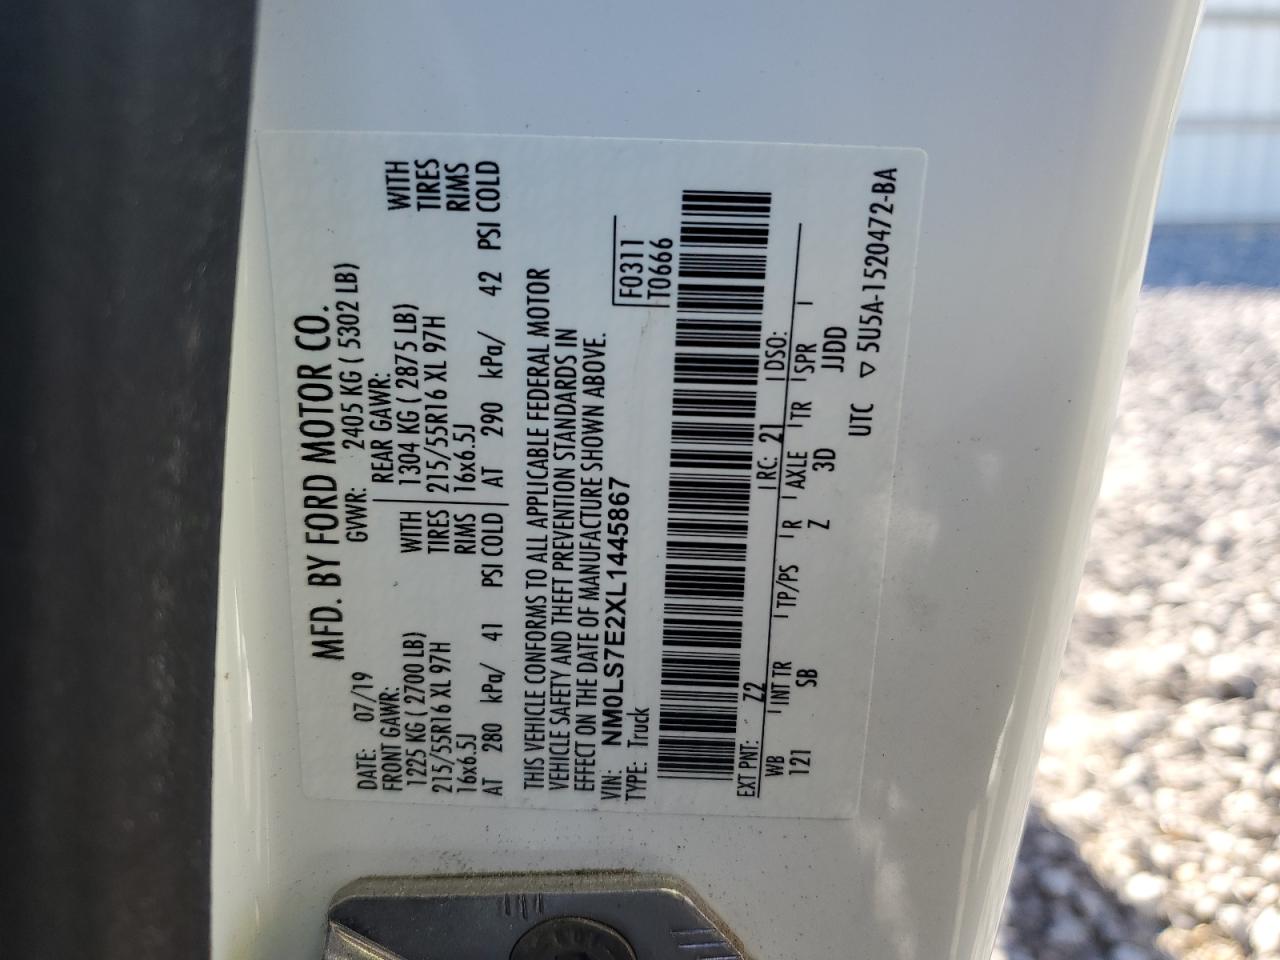 MFD. BY FORD MOTOR CO.
DATE: 07/19 GVWR: 2405 KG ( 5302 LB)
FRONT GAWR: REAR GAWR:
1225 KG ( 2700 LB) WITH 1304 KG ( 2875 LB) WITH
215/55R16 XL 97H TIRES 215/55R16 XL 97H TIRES
16x6.5J RIMS 16x6.5J RIMS
AT 280 kPa/ 41 PSI COLD AT 290 kPa/ 42 PSI COLD
THIS VEHICLE CONFORMS TO ALL APPLICABLE FEDERAL MOTOR
VEHICLE SAFETY AND THEFT PREVENTION STANDARDS IN
EFFECT ON THE DATE OF MANUFACTURE SHOWN ABOVE.
VIN: NM0LS7E2XL1445867 F0311
TYPE: Truck T0666
EXT PNT: Z2 RC: 21 DSO:
WB INT TR TP/PS R AXLE TR SPR
121 SB Z 3D JJDD
UTC ▽ 5U5A-1520472-BA